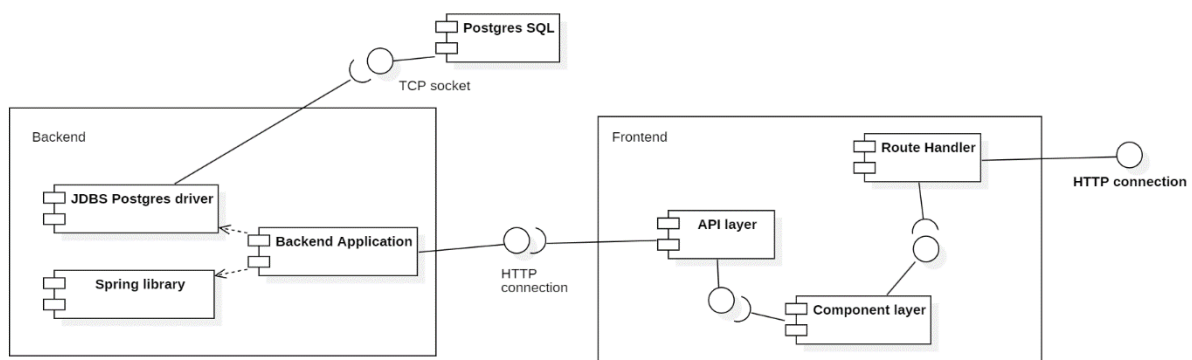 Postgres SQL
TCP socket
Backend
Frontend
Route Handler
HTTP connection
JDBS Postgres driver
API layer
Backend Application
HTTP
connection
Spring library
Component layer